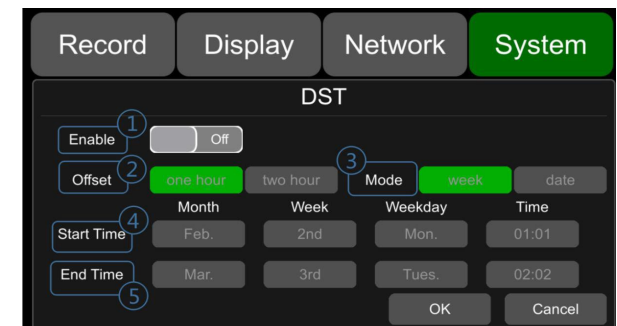 Record Display Network System
DST
① Enable Off
② Offset one hour two hour ③ Mode week date
Month Week Weekday Time
④ Start Time Feb. 2nd Mon. 01:01
End Time Mar. 3rd Tues. 02:02
⑤
OK Cancel